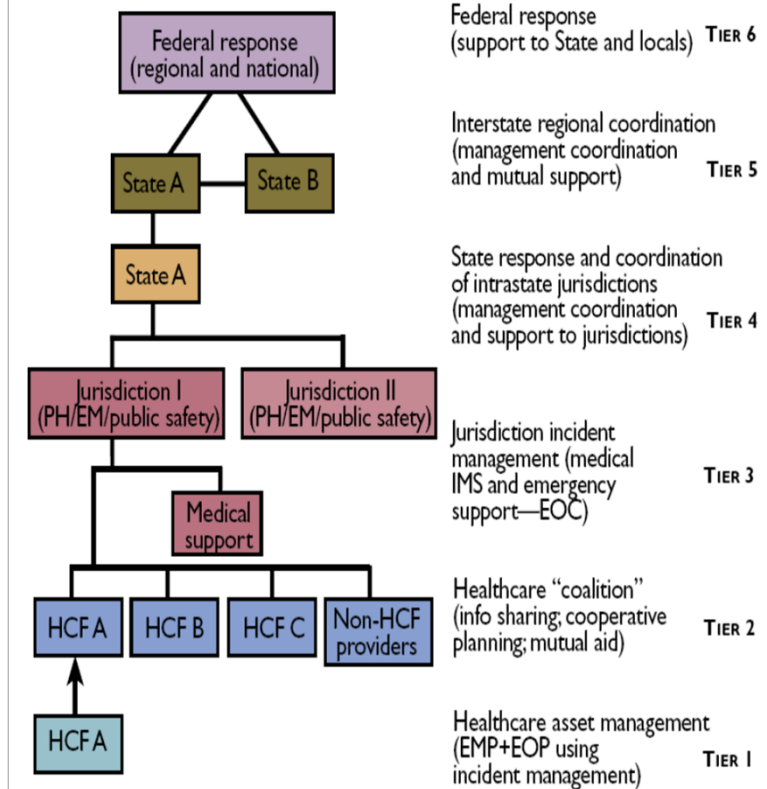 Federal response
(regional and national)
Federal response
(support to State and locals)
TIER 6
State A
State B
Interstate regional coordination
(management coordination
and mutual support)
TIER 5
State A
State response and coordination
of intrastate jurisdictions
(management coordination
and support to jurisdictions)
TIER 4
Jurisdiction I
(PH/EM/public safety)
Jurisdiction II
(PH/EM/public safety)
Medical
support
Jurisdiction incident
management (medical
IMS and emergency
support—EOC)
TIER 3
HCF A
HCF B
HCF C
Non-HCF
providers
Healthcare “coalition”
(info sharing; cooperative
planning; mutual aid)
TIER 2
HCF A
Healthcare asset management
(EMP+EOP using
incident management)
TIER 1